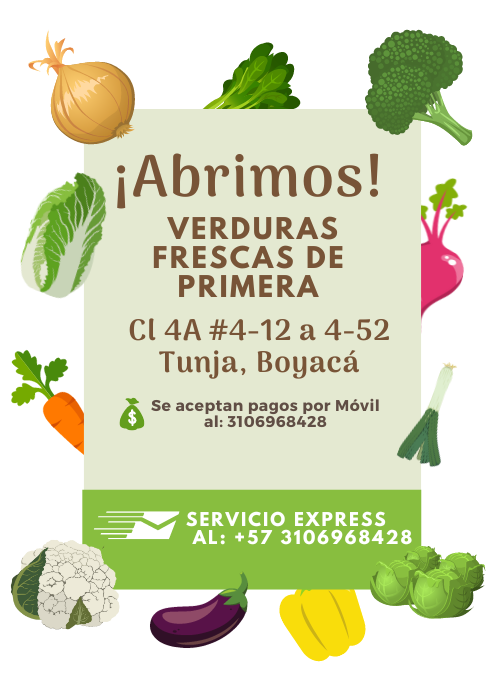 ¡Abrimos!
VERDURAS
FRESCAS DE
PRIMERA
Cl 4A #4-12 a 4-52
Tunja, Boyacá
$ Se aceptan pagos por Móvil
al: 3106968428
SERVICIO EXPRESS
AL: +57 3106968428